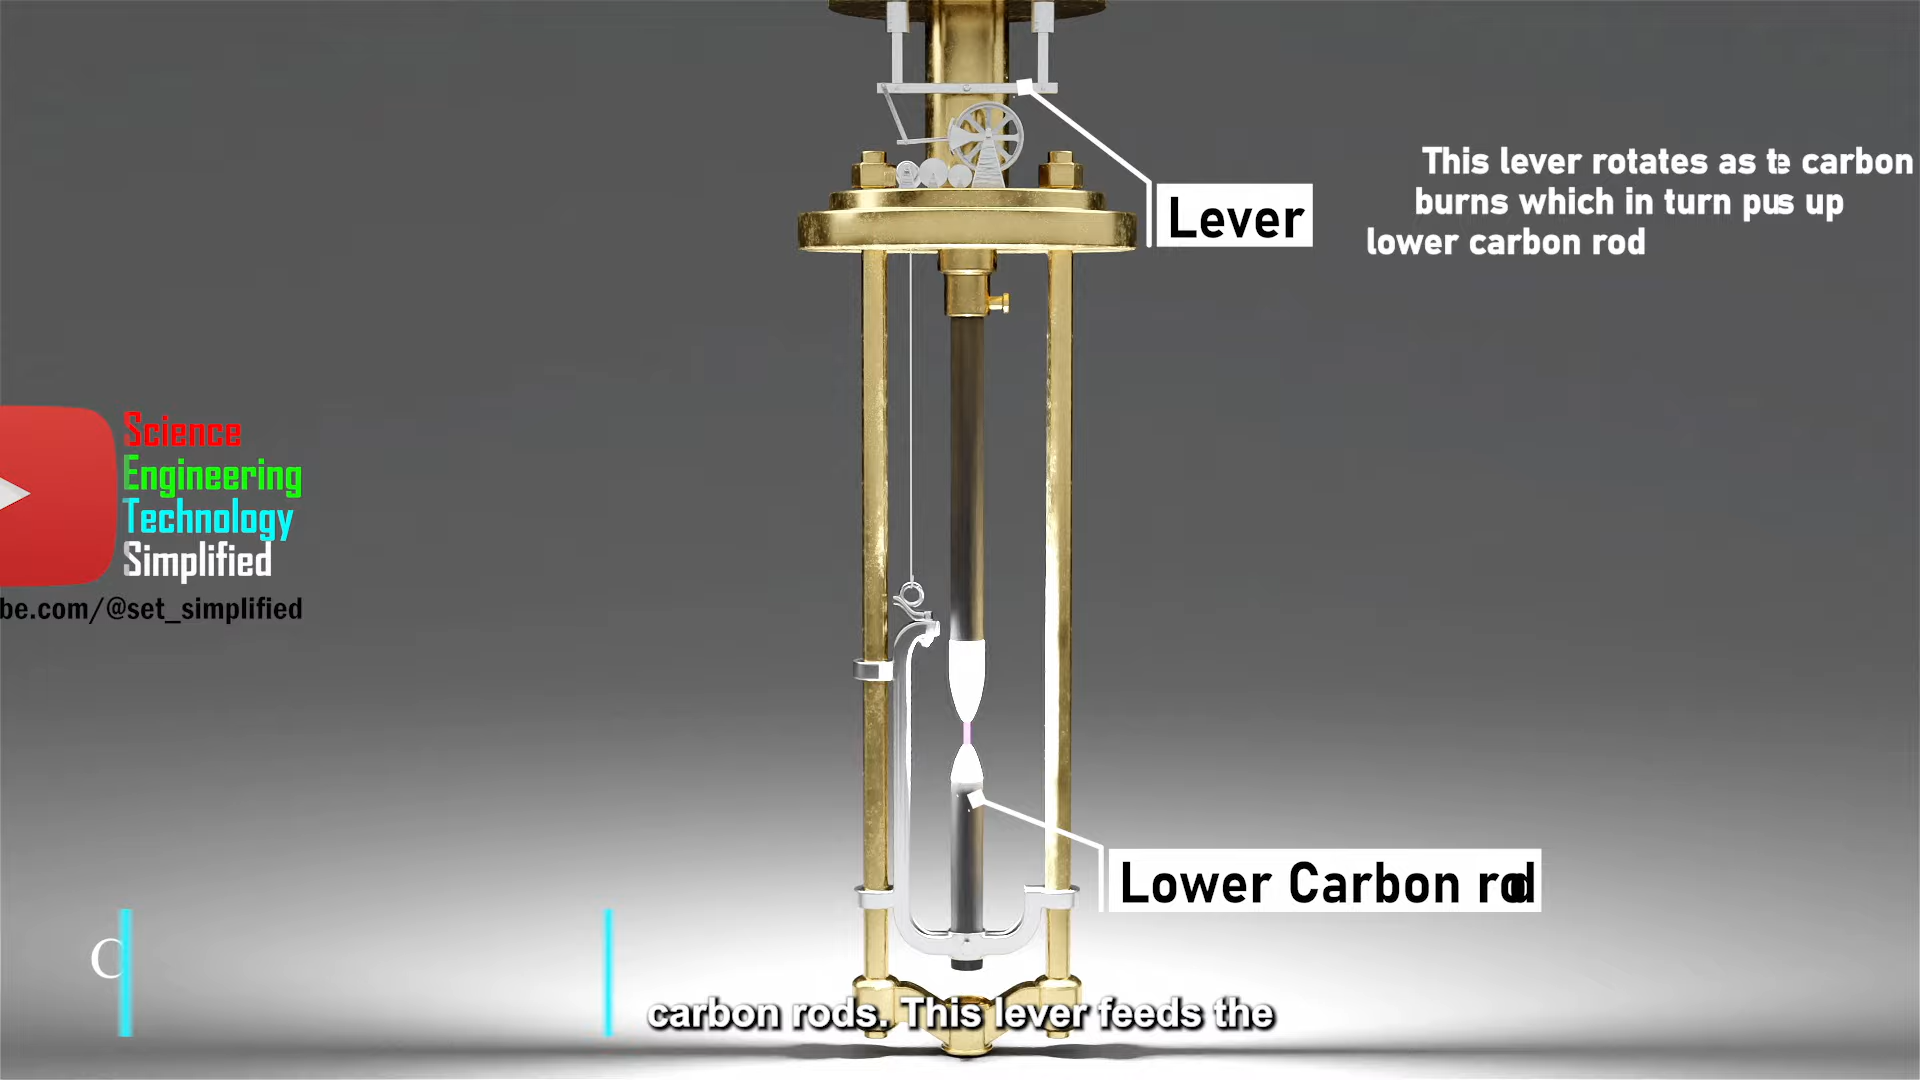 Lever
This lever rotates as te carbon
burns which in turn pus up
lower carbon rod
Science
Engineering
Technology
Simplified
be.com/@set_simplified
Lower Carbon rod
C
carbon rods. This lever feeds the